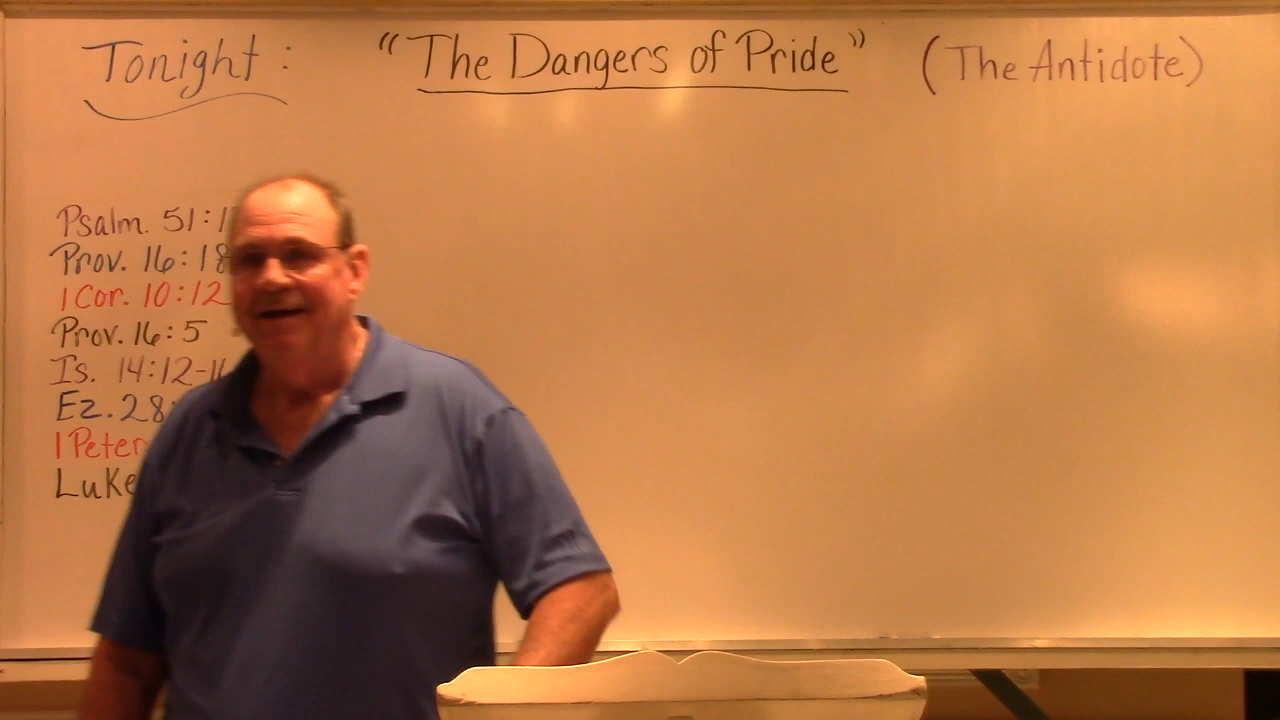 Tonight: "The Dangers of Pride" (The Antidote)
Psalm. 51:1
Prov. 16:18
1 Cor. 10:12
Prov. 16:5
Is. 14:12-1
Ez. 28:
1 Peter
Luke